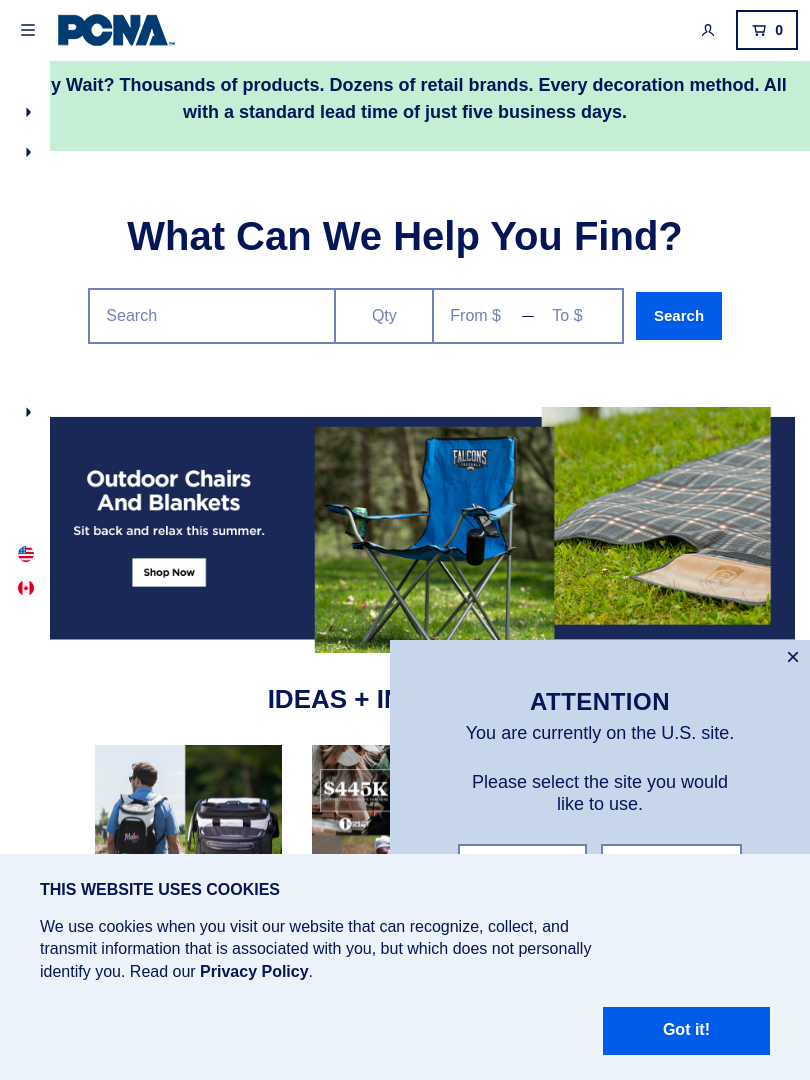 PCNA
0
y Wait? Thousands of products. Dozens of retail brands. Every decoration method. All
with a standard lead time of just five business days.
What Can We Help You Find?
Search
Qty
From $
To $
Search
Outdoor Chairs
And Blankets
Sit back and relax this summer.
Shop Now
FALCONS
IDEAS + I
$445K
×
ATTENTION
You are currently on the U.S. site.
Please select the site you would
like to use.
THIS WEBSITE USES COOKIES
We use cookies when you visit our website that can recognize, collect, and
transmit information that is associated with you, but which does not personally
identify you. Read our Privacy Policy.
Got it!